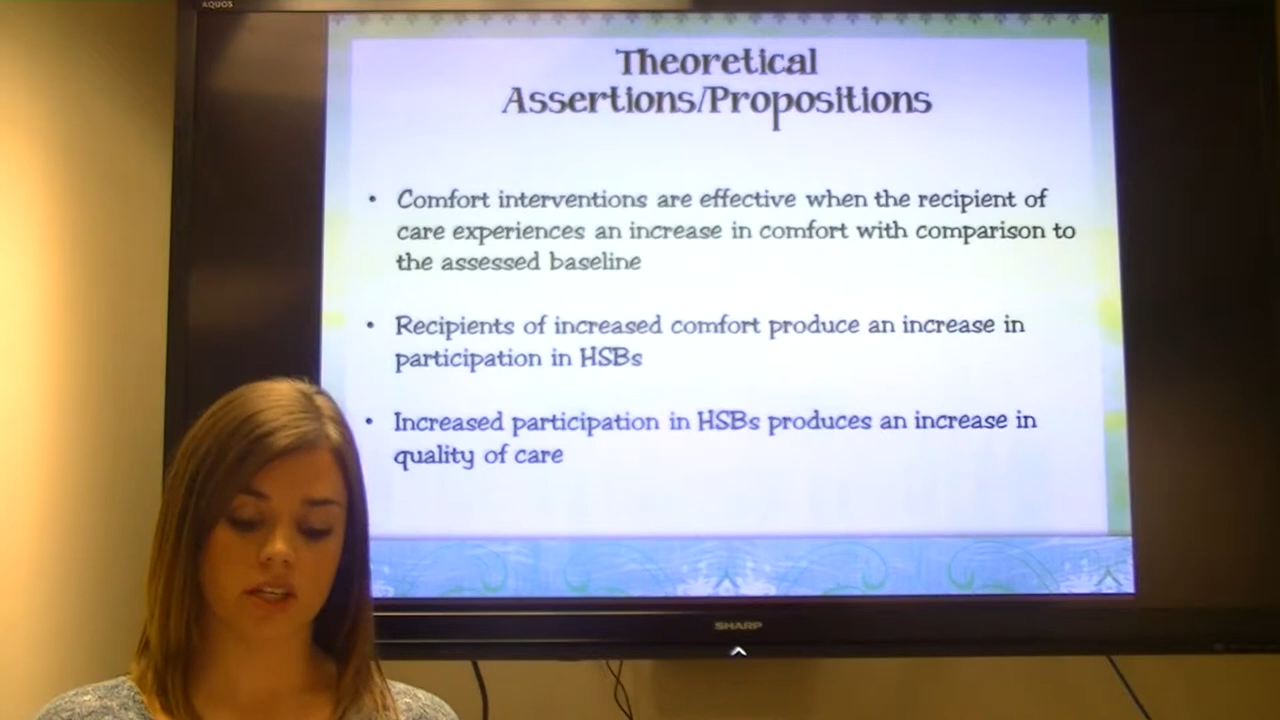 AQUOS
Theoretical
Assertions/Propositions
• Comfort interventions are effective when the recipient of
care experiences an increase in comfort with comparison to
the assessed baseline
• Recipients of increased comfort produce an increase in
participation in HSBs
• Increased participation in HSBs produces an increase in
quality of care
SHARP